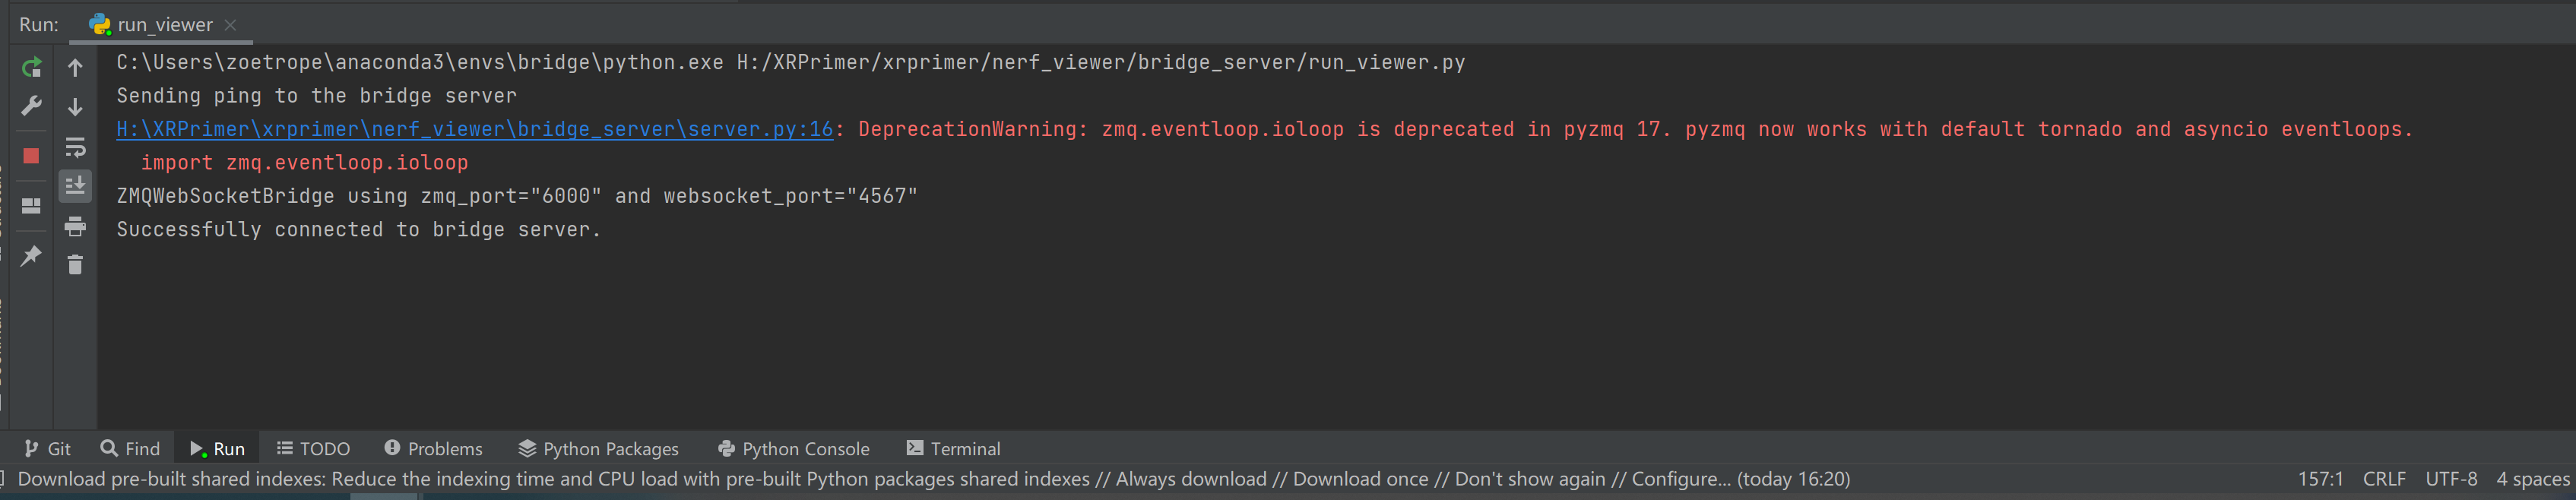 Run: run_viewer
C:\Users\zoetrope\anaconda3\envs\bridge\python.exe H:/XRPrimer/xrprimer/nerf_viewer/bridge_server/run_viewer.py
Sending ping to the bridge server
H:\XRPrimer\xrprimer\nerf_viewer\bridge_server\server.py:16: DeprecationWarning: zmq.eventloop.ioloop is deprecated in pyzmq 17. pyzmq now works with default tornado and asyncio eventloops.
  import zmq.eventloop.ioloop
ZMQWebSocketBridge using zmq_port="6000" and websocket_port="4567"
Successfully connected to bridge server.
Git Find Run TODO Problems Python Packages Python Console Terminal
Download pre-built shared indexes: Reduce the indexing time and CPU load with pre-built Python packages shared indexes // Always download // Download once // Don't show again // Configure... (today 16:20) 157:1 CRLF UTF-8 4 spaces